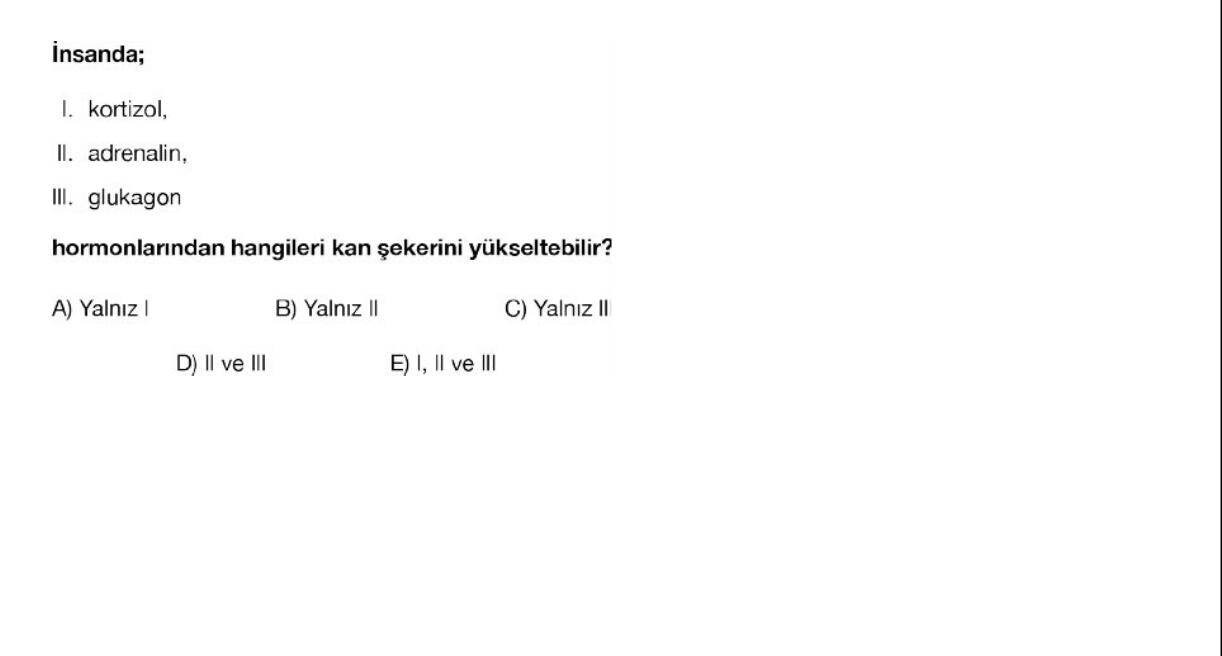 İnsanda;
I. kortizol,
II. adrenalin,
III. glukagon
hormonlarından hangileri kan şekerini yükseltebilir?
A) Yalnız I B) Yalnız II C) Yalnız II
D) II ve III E) I, II ve III